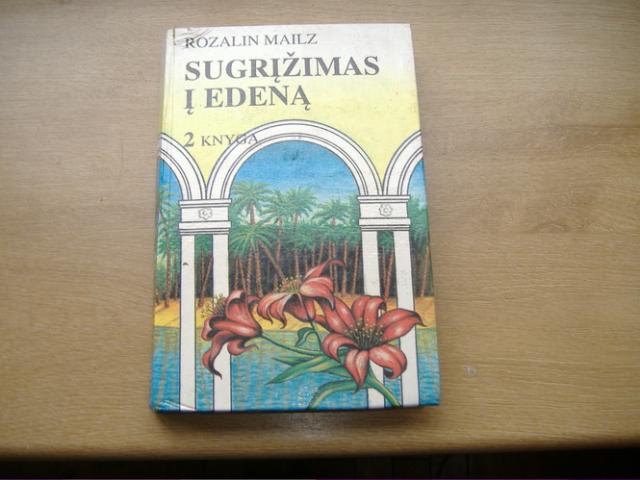 ROZALIN MAILZ
SUGRĮŽIMAS
Į EDENĄ
2 KNYGA